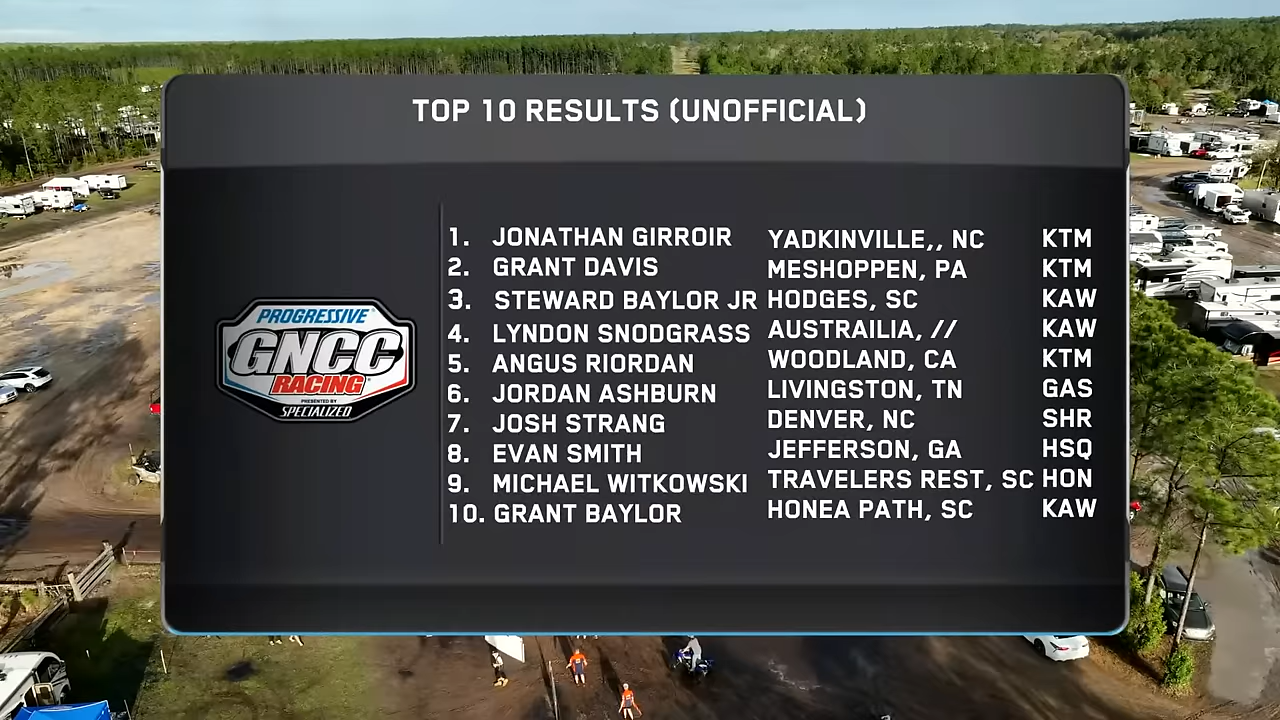 TOP 10 RESULTS (UNOFFICIAL)
PROGRESSIVE
GNCC
RACING
PRESENTED BY
SPECIALIZED
1. JONATHAN GIRROIR YADKINVILLE,, NC KTM
2. GRANT DAVIS MESHOPPEN, PA KTM
3. STEWARD BAYLOR JR HODGES, SC KAW
4. LYNDON SNODGRASS AUSTRAILIA, // KAW
5. ANGUS RIORDAN WOODLAND, CA KTM
6. JORDAN ASHBURN LIVINGSTON, TN GAS
7. JOSH STRANG DENVER, NC SHR
8. EVAN SMITH JEFFERSON, GA HSQ
9. MICHAEL WITKOWSKI TRAVELERS REST, SC HON
10. GRANT BAYLOR HONEA PATH, SC KAW